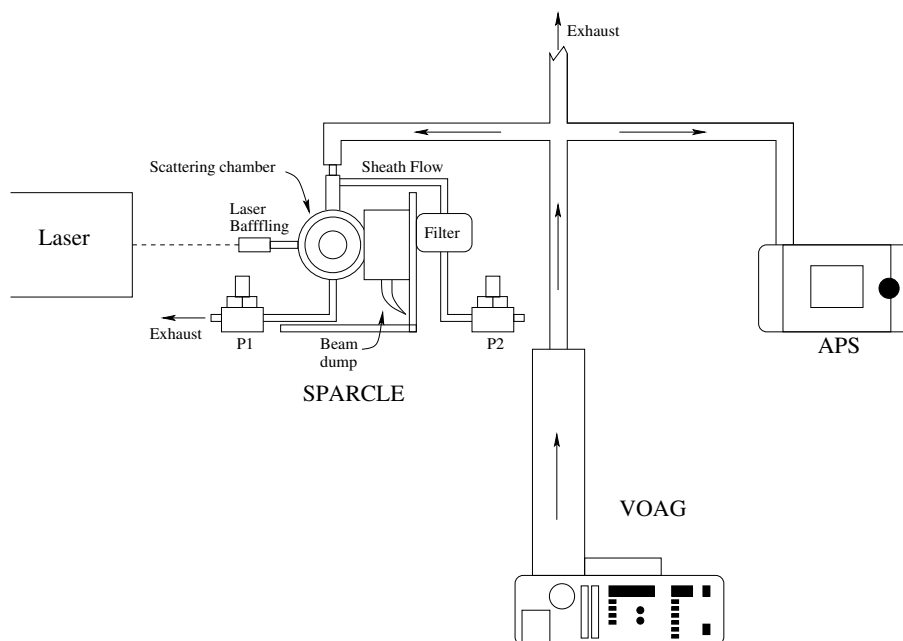 Exhaust
Scattering chamber
Sheath Flow
Laser
Bafffling
Laser
Filter
Exhaust
P1
Beam
dump
P2
APS
SPARCLE
VOAG